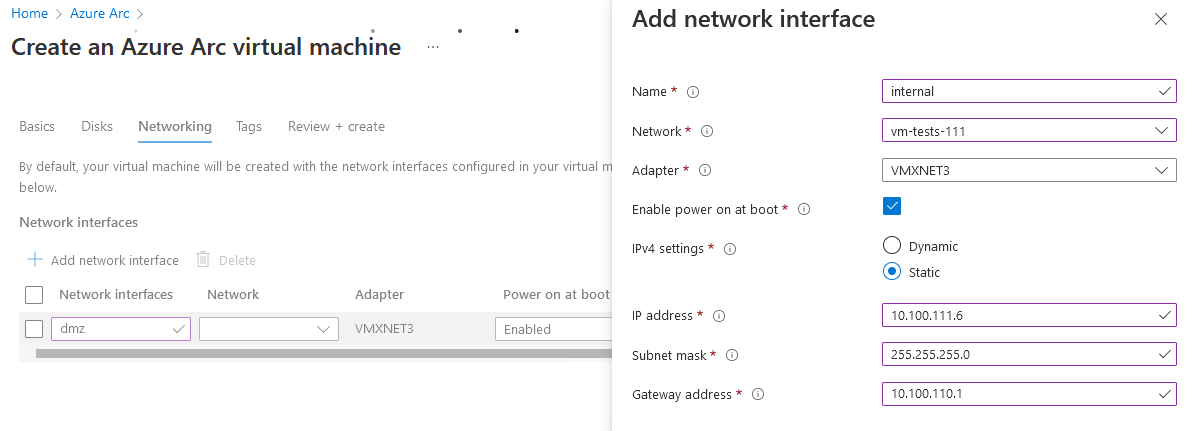 Home > Azure Arc >
Create an Azure Arc virtual machine ...
Basics Disks Networking Tags Review + create
By default, your virtual machine will be created with the network interfaces configured in your virtual m
below.
Network interfaces
+ Add network interface Delete
Network interfaces Network Adapter Power on at boot
dmz VMXNET3 Enabled
Add network interface
Name * internal
Network * vm-tests-111
Adapter * VMXNET3
Enable power on at boot *
IPv4 settings * Dynamic
Static
IP address * 10.100.111.6
Subnet mask * 255.255.255.0
Gateway address * 10.100.110.1